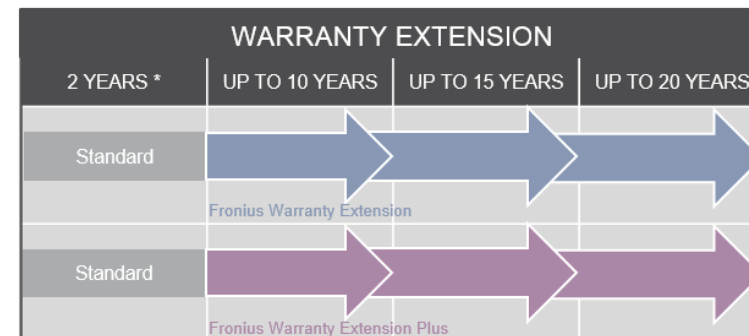 WARRANTY EXTENSION
2 YEARS * UP TO 10 YEARS UP TO 15 YEARS UP TO 20 YEARS
Standard
Fronius Warranty Extension
Standard
Fronius Warranty Extension Plus